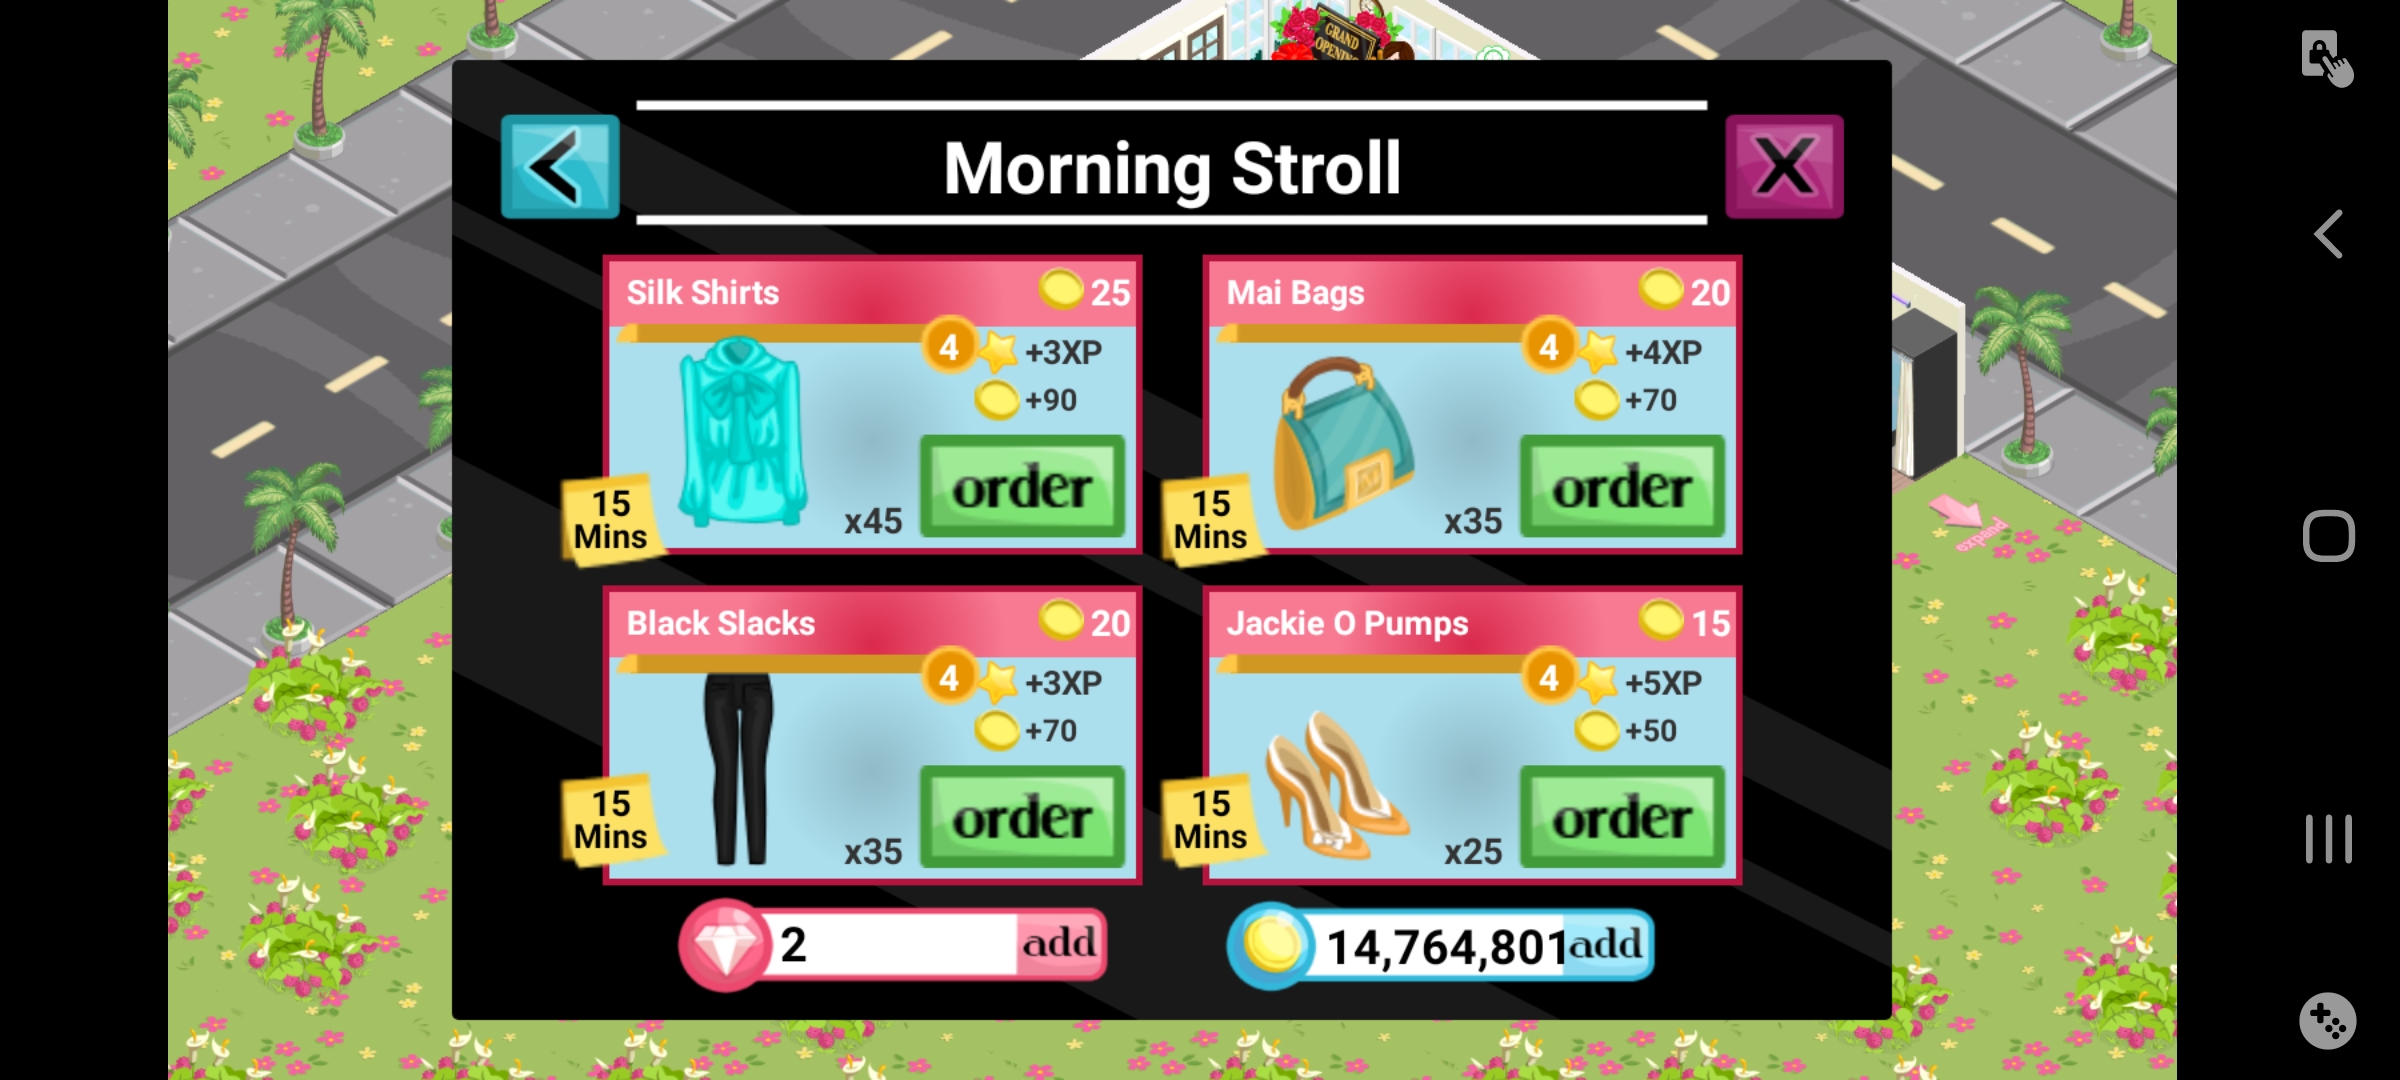 GRAND
OPENING
Morning Stroll
Silk Shirts
25
4
+3XP
+90
order
15
Mins
x45
Mai Bags
20
4
+4XP
+70
order
15
Mins
x35
Black Slacks
20
4
+3XP
+70
order
15
Mins
x35
Jackie O Pumps
15
4
+5XP
+50
order
15
Mins
x25
expand
2
add
14,764,801
add